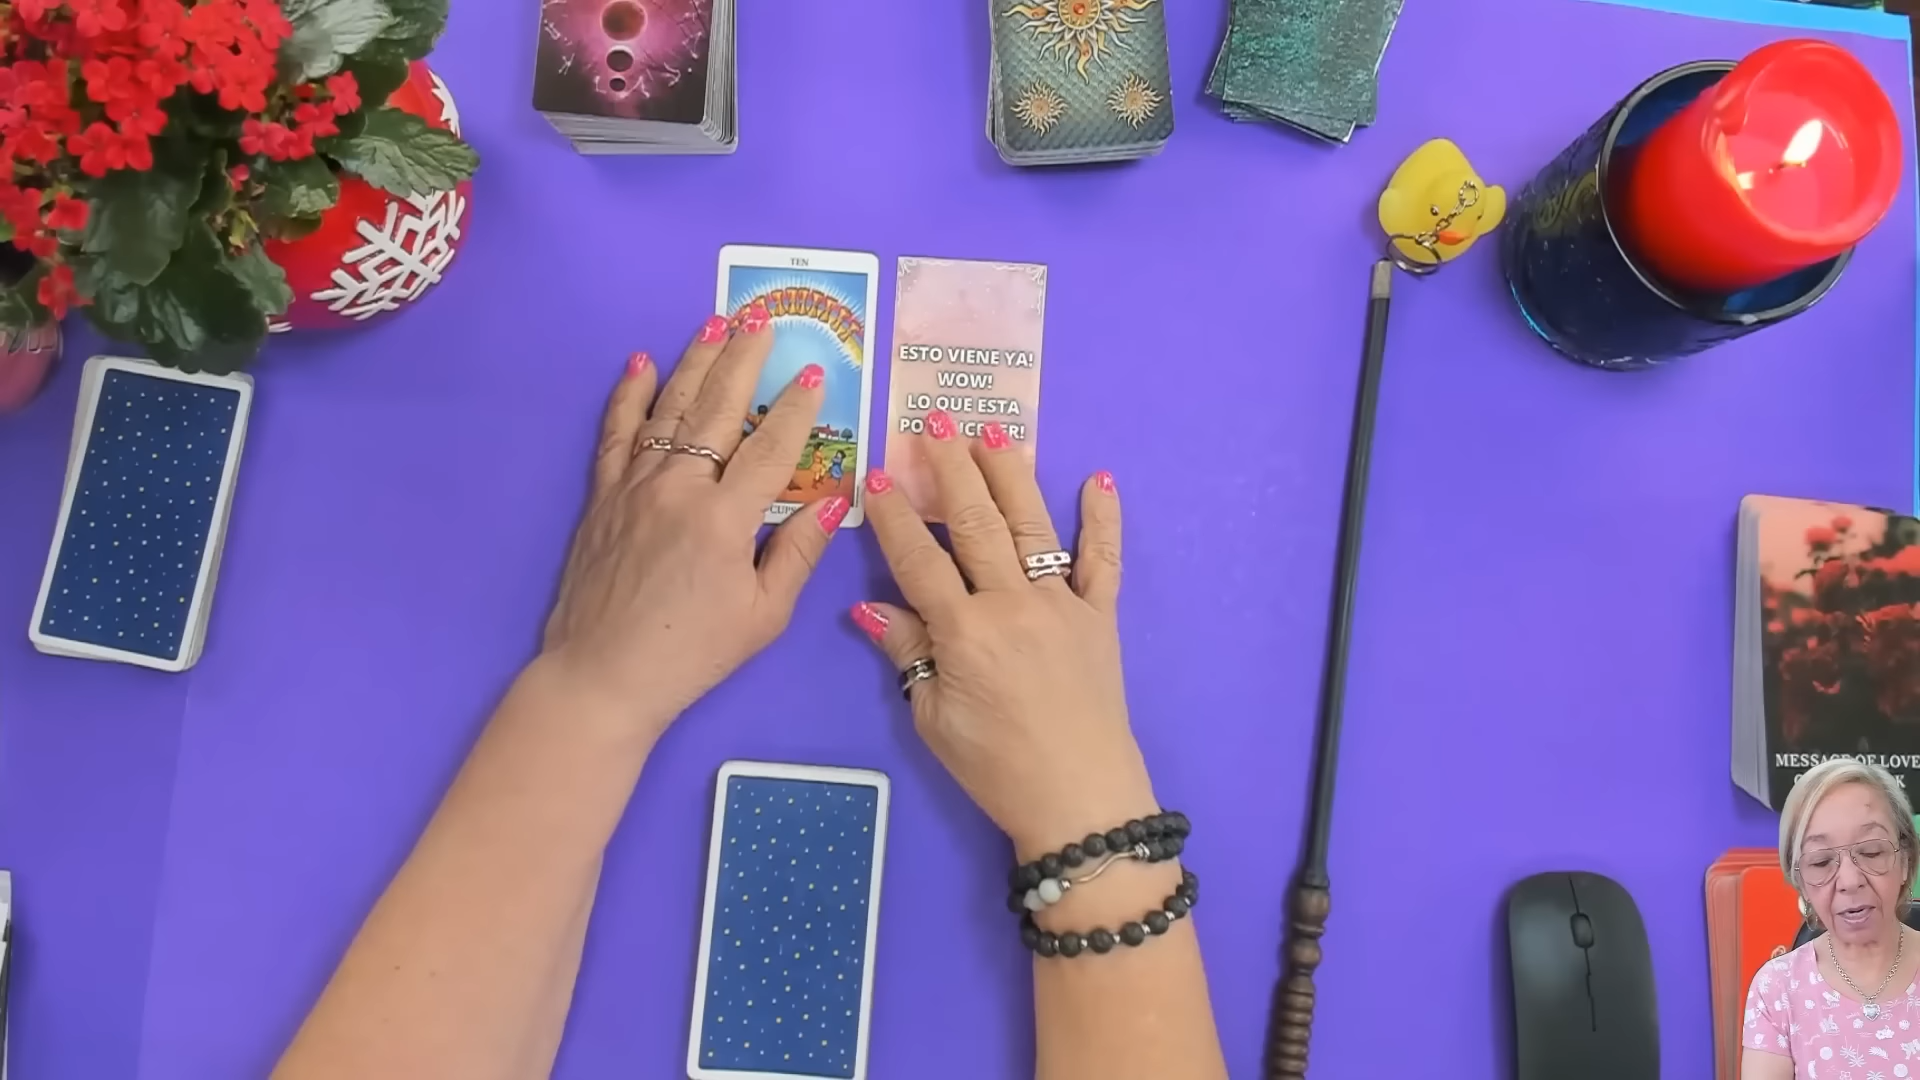 TEN
ESTO VIENE YA!
WOW!
LO QUE ESTA
CUPS
MESSAGE OF LOVE